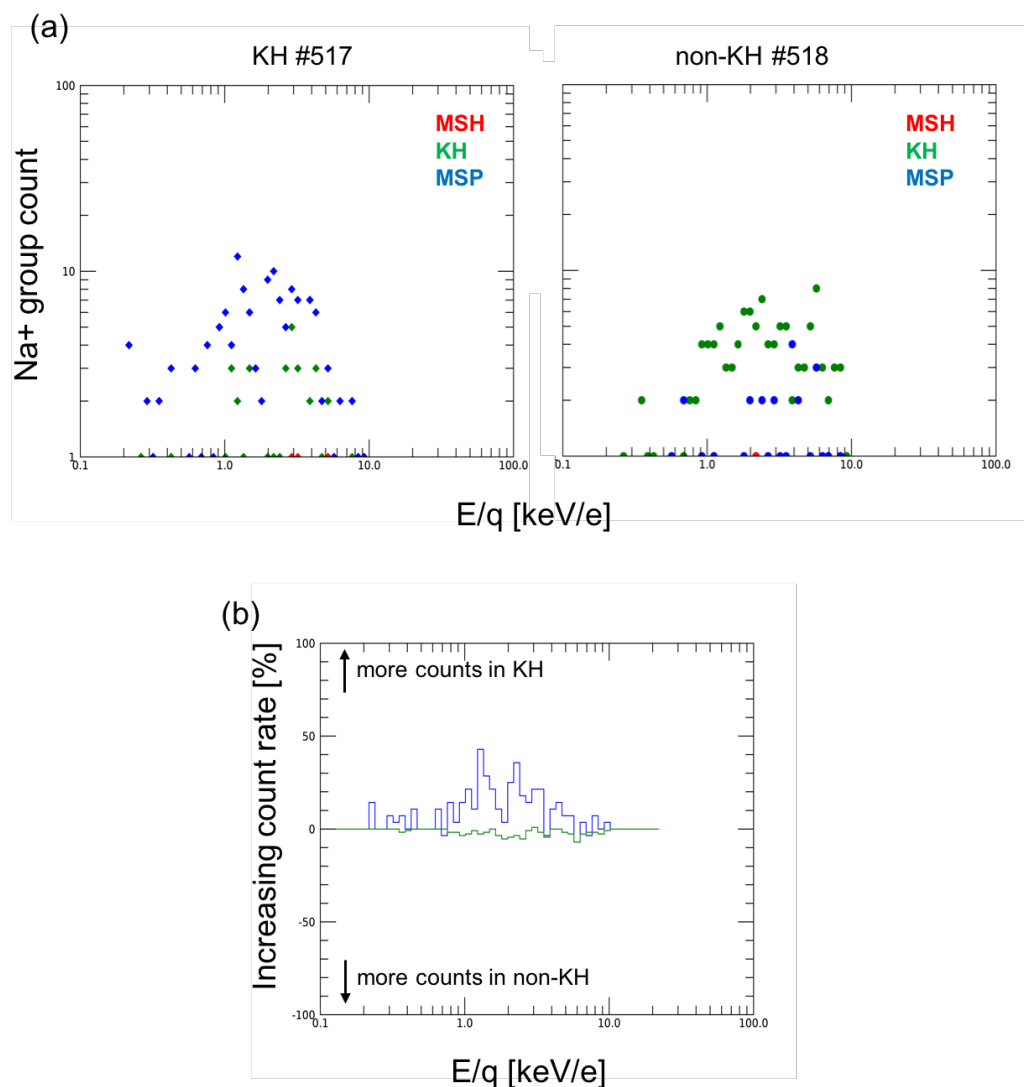 (a)
KH #517
non-KH #518
Na+ group count
100
10
1
0.1
1.0
10.0
100.0
MSH
KH
MSP
0.1
1.0
10.0
100.0
MSH
KH
MSP
E/q [keV/e]
(b)
Increasing count rate [%]
100
50
0
-50
-100
more counts in KH
more counts in non-KH
0.1
1.0
10.0
100.0
E/q [keV/e]